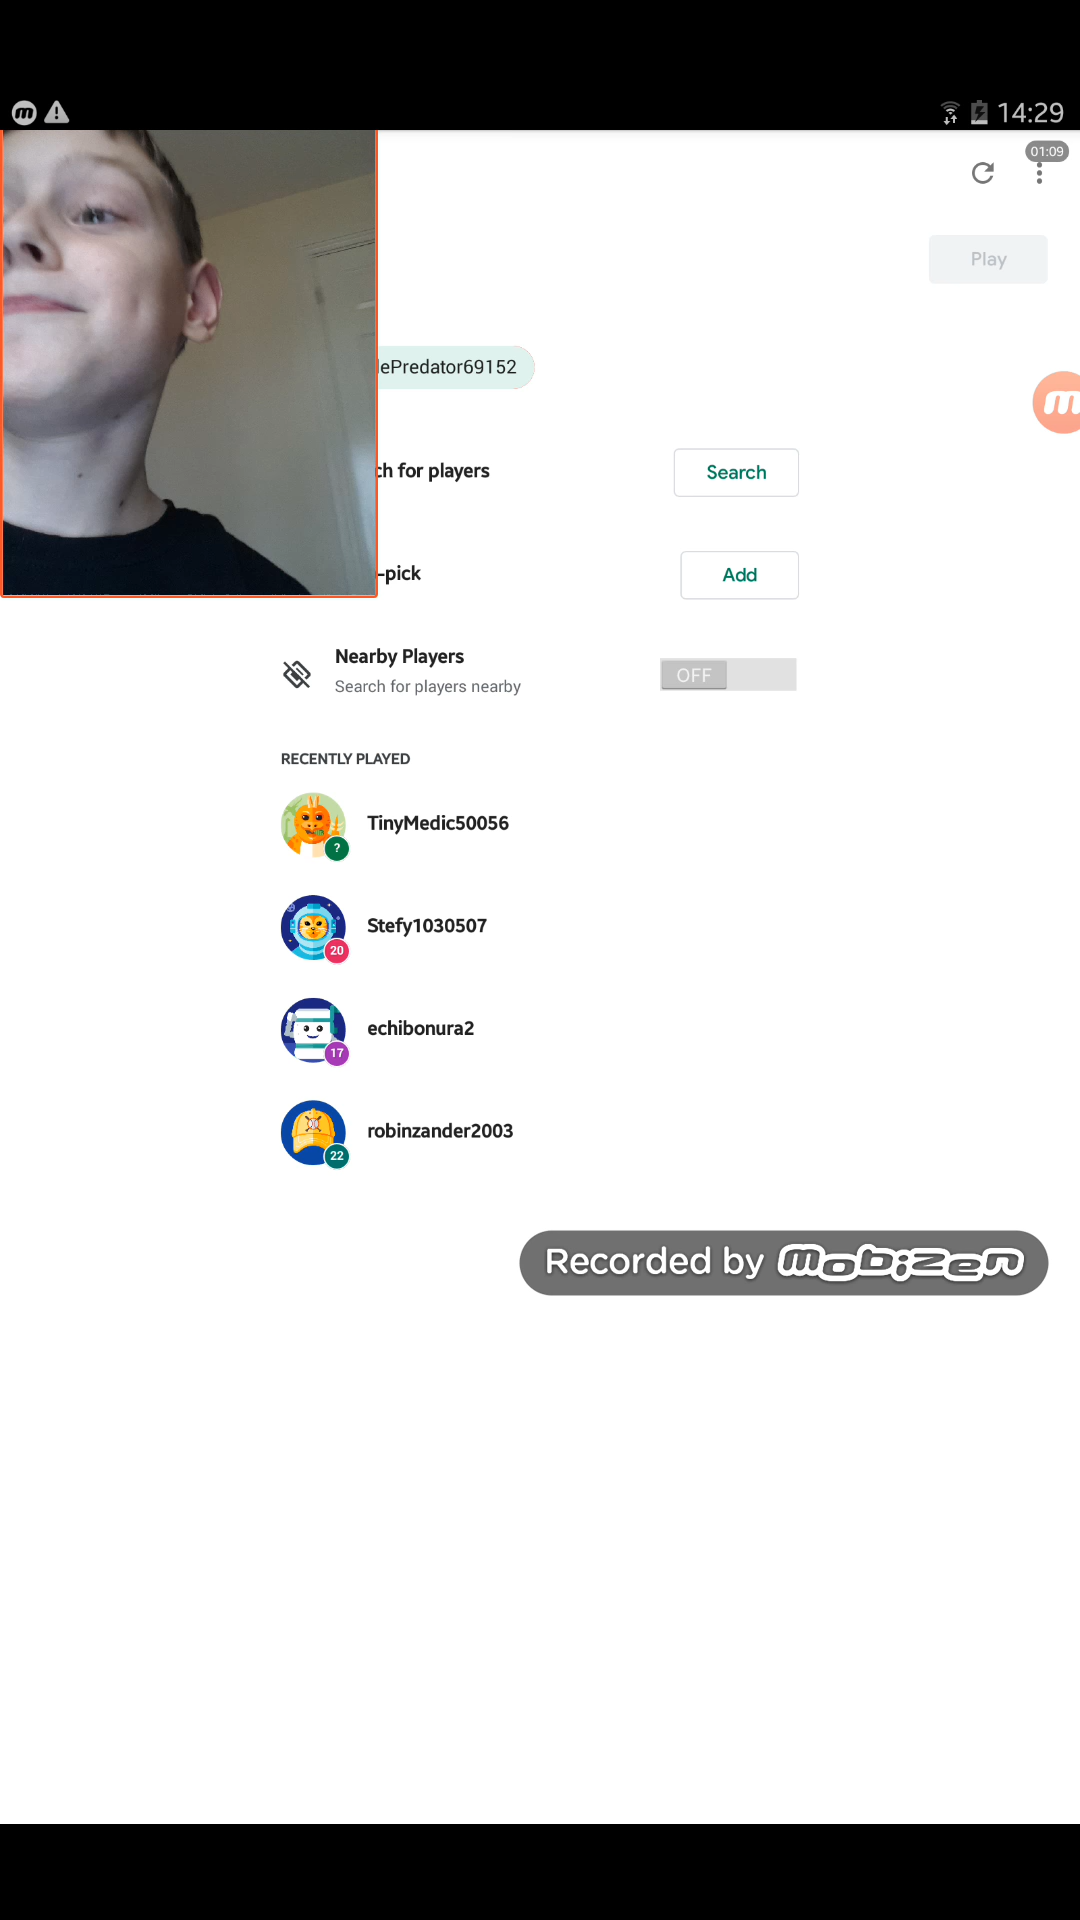 14:29
01:09
Play
ePredator69152
ch for players
Search
-pick
Add
Nearby Players
Search for players nearby
OFF
RECENTLY PLAYED
TinyMedic50056
?
Stefy1030507
20
echibonura2
17
robinzander2003
22
Recorded by mobizen